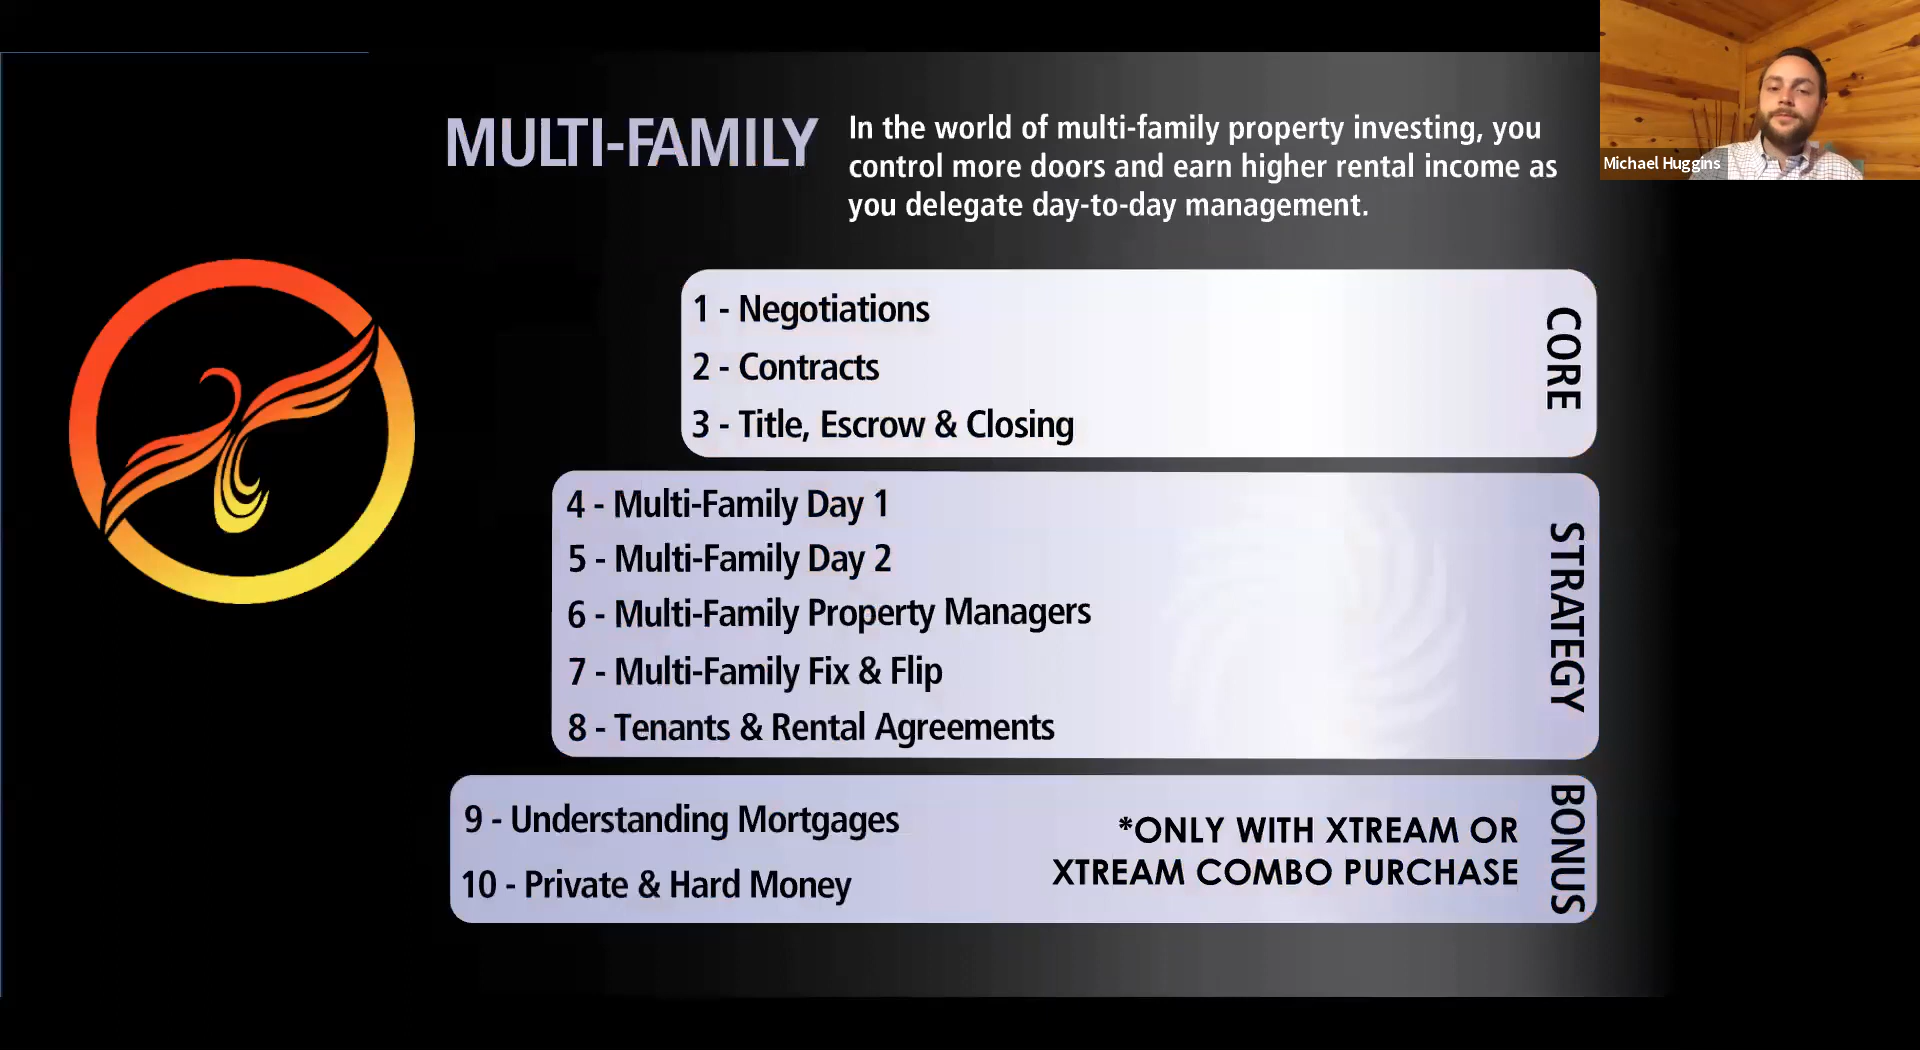 MULTI-FAMILY
In the world of multi-family property investing, you
control more doors and earn higher rental income as
you delegate day-to-day management.
Michael Huggins
1 - Negotiations
2 - Contracts
3 - Title, Escrow & Closing
CORE
4 - Multi-Family Day 1
5 - Multi-Family Day 2
6 - Multi-Family Property Managers
7 - Multi-Family Fix & Flip
8 - Tenants & Rental Agreements
STRATEGY
9 - Understanding Mortgages
10 - Private & Hard Money
*ONLY WITH XTREAM OR
XTREAM COMBO PURCHASE
BONUS